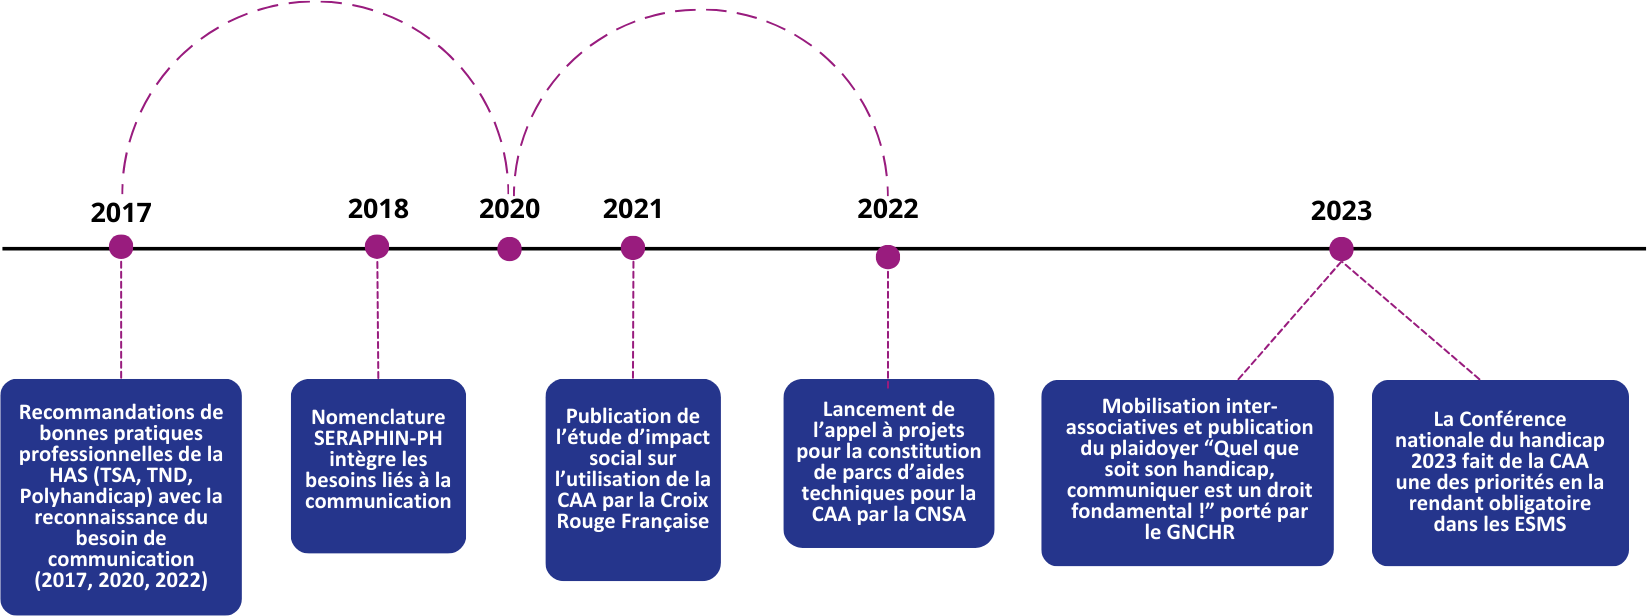 2017
2018
2020
2021
2022
2023
Recommandations de
bonnes pratiques
professionnelles de la
HAS (TSA, TND,
Polyhandicap) avec la
reconnaissance du
besoin de
communication
(2017, 2020, 2022)
Nomenclature
SERAPHIN-PH
intègre les
besoins liés à la
communication
Publication de
l’étude d’impact
social sur
l’utilisation de la
CAA par la Croix
Rouge Française
Lancement de
l’appel à projets
pour la constitution
de parcs d’aides
techniques pour la
CAA par la CNSA
Mobilisation inter-
associatives et publication
du plaidoyer “Quel que
soit son handicap,
communiquer est un droit
fondamental !” porté par
le GNCHR
La Conférence
nationale du handicap
2023 fait de la CAA
une des priorités en la
rendant obligatoire
dans les ESMS